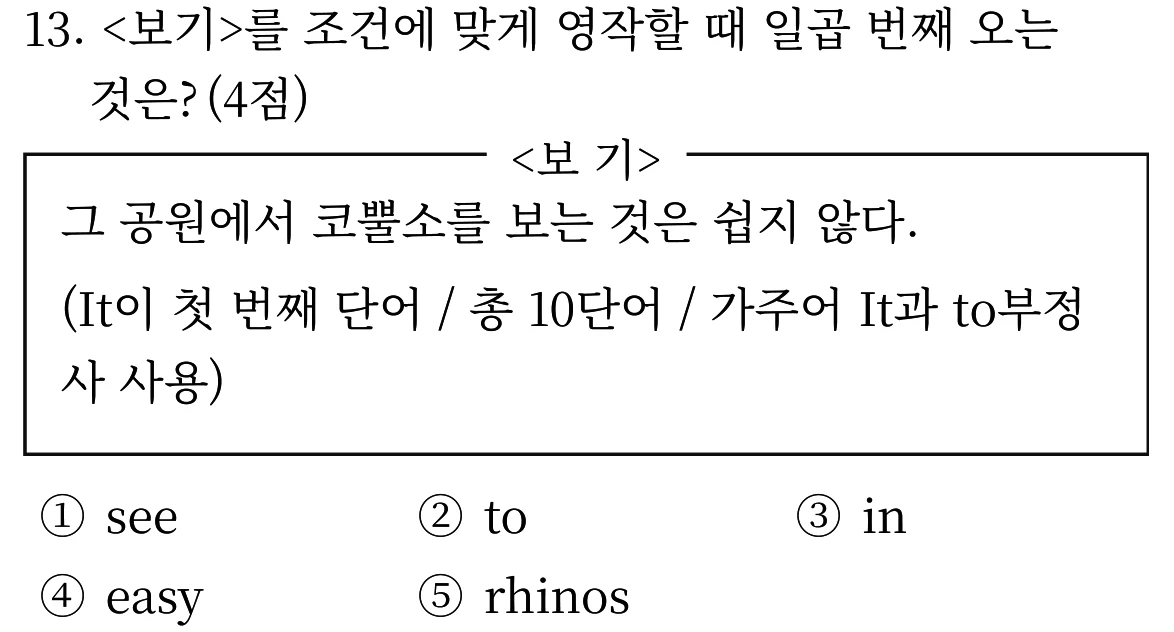 13. <보기>를 조건에 맞게 영작할 때 일곱 번째 오는
것은? (4점)
<보 기>
그 공원에서 코뿔소를 보는 것은 쉽지 않다.
(It이 첫 번째 단어 / 총 10단어 / 가주어 It과 to부정
사 사용)
① see ② to ③ in
④ easy ⑤ rhinos